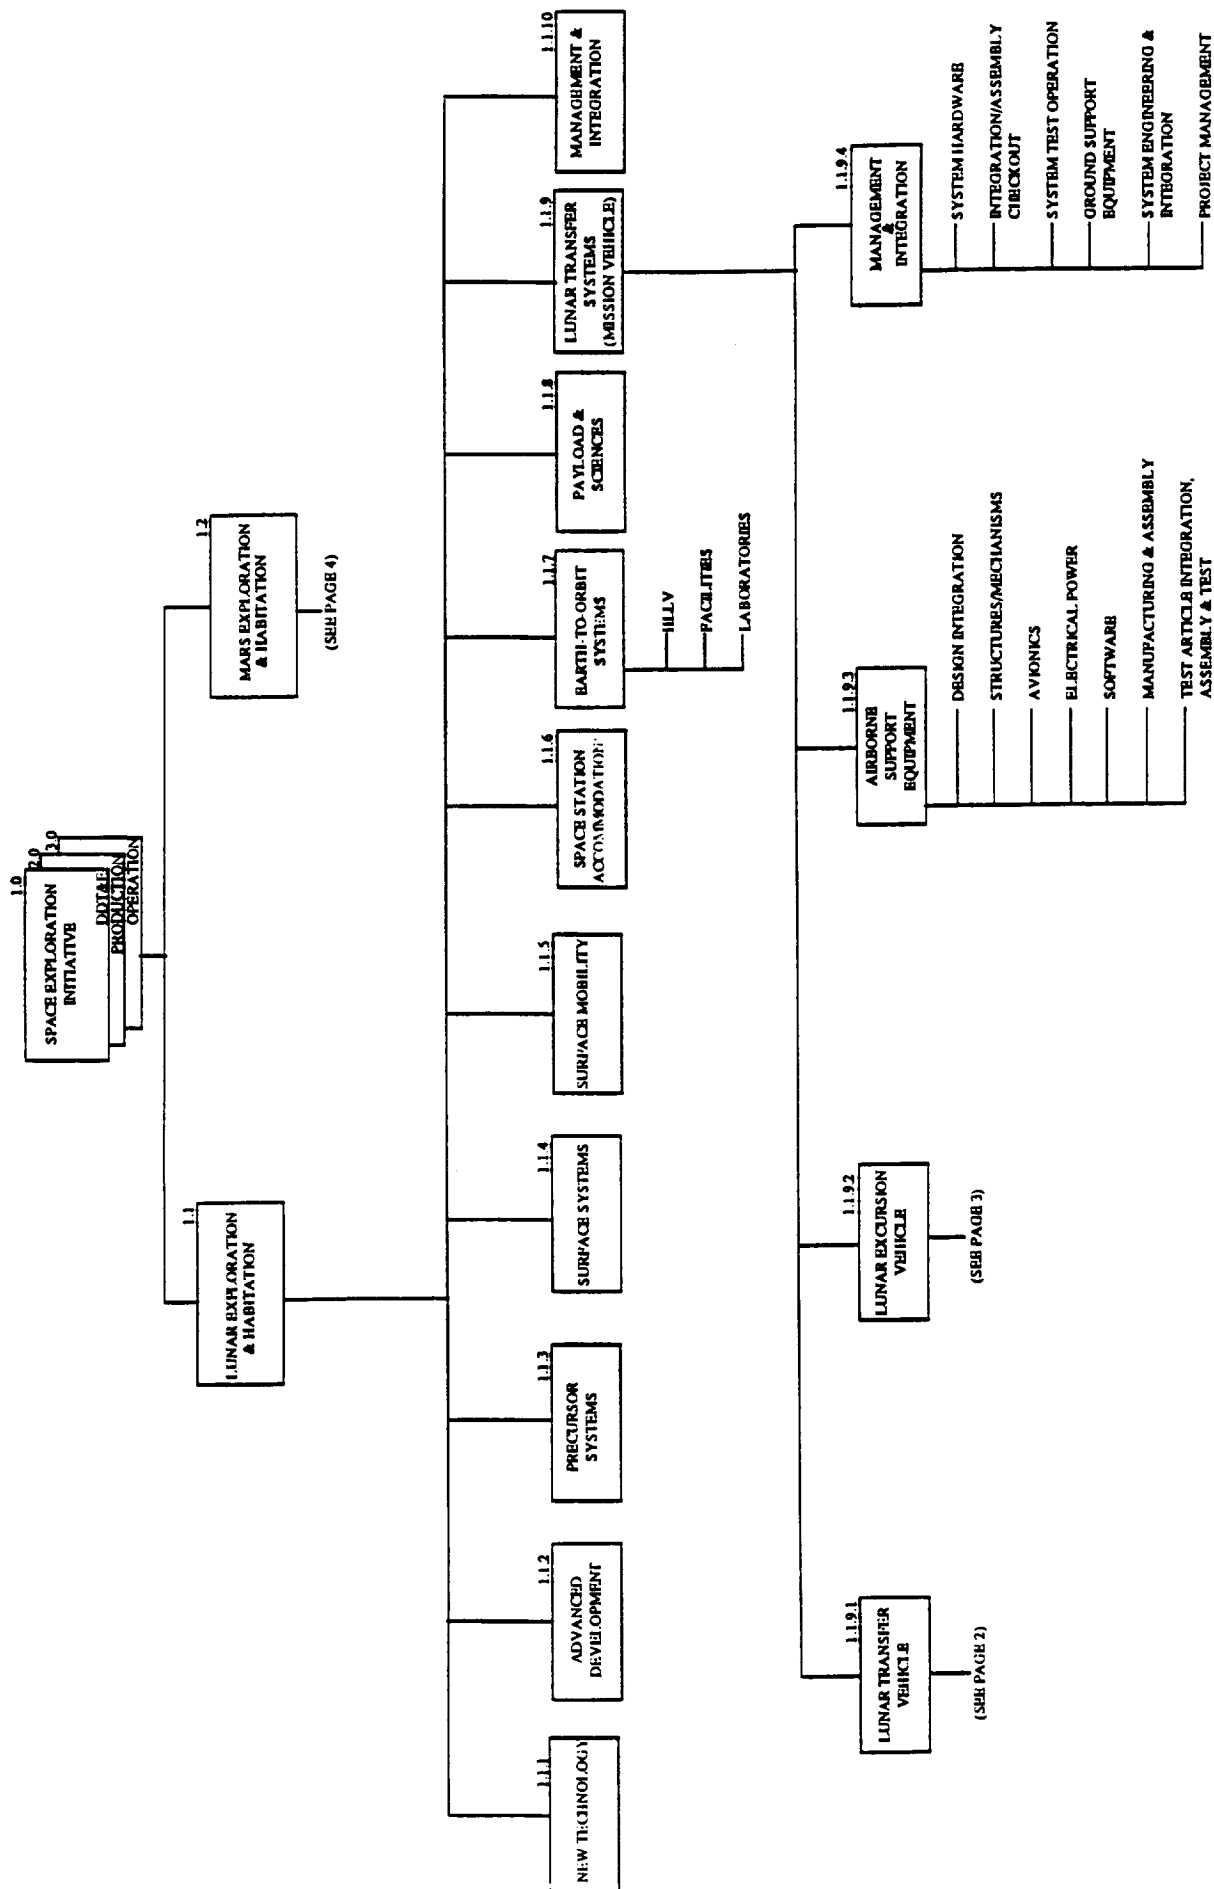 1.0
SPACE EXPLORATION
INITIATIVE
DDT&E
2.0
PRODUCTION
3.0
OPERATION
1.1
LUNAR EXPLORATION
& HABITATION
1.2
MARS EXPLORATION
& HABITATION
(SEE PAGE 4)
1.1.1
NEW TECHNOLOGY
1.1.2
ADVANCED
DEVELOPMENT
1.1.3
PRECURSOR
SYSTEMS
1.1.4
SURFACE SYSTEMS
1.1.5
SURFACE MOBILITY
1.1.6
SPACE STATION
ACCOMMODATION
1.1.7
EARTH-TO-ORBIT
SYSTEMS
HLLV
FACILITIES
LABORATORIES
1.1.8
PAYLOAD &
SCIENCES
1.1.9
LUNAR TRANSFER
SYSTEMS
(MISSION VEHICLE)
1.1.10
MANAGEMENT &
INTEGRATION
1.1.9.1
LUNAR TRANSFER
VEHICLE
(SEE PAGE 2)
1.1.9.2
LUNAR EXCURSION
VEHICLE
(SEE PAGE 3)
1.1.9.3
AIRBORNE
SUPPORT
EQUIPMENT
DESIGN INTEGRATION
STRUCTURES/MECHANISMS
AVIONICS
ELECTRICAL POWER
SOFTWARE
MANUFACTURING & ASSEMBLY
TEST ARTICLE INTEGRATION,
ASSEMBLY & TEST
1.1.9.4
MANAGEMENT
&
INTEGRATION
SYSTEM HARDWARE
INTEGRATION/ASSEMBLY
CHECKOUT
SYSTEM TEST OPERATION
GROUND SUPPORT
EQUIPMENT
SYSTEM ENGINEERING &
INTEGRATION
PROJECT MANAGEMENT